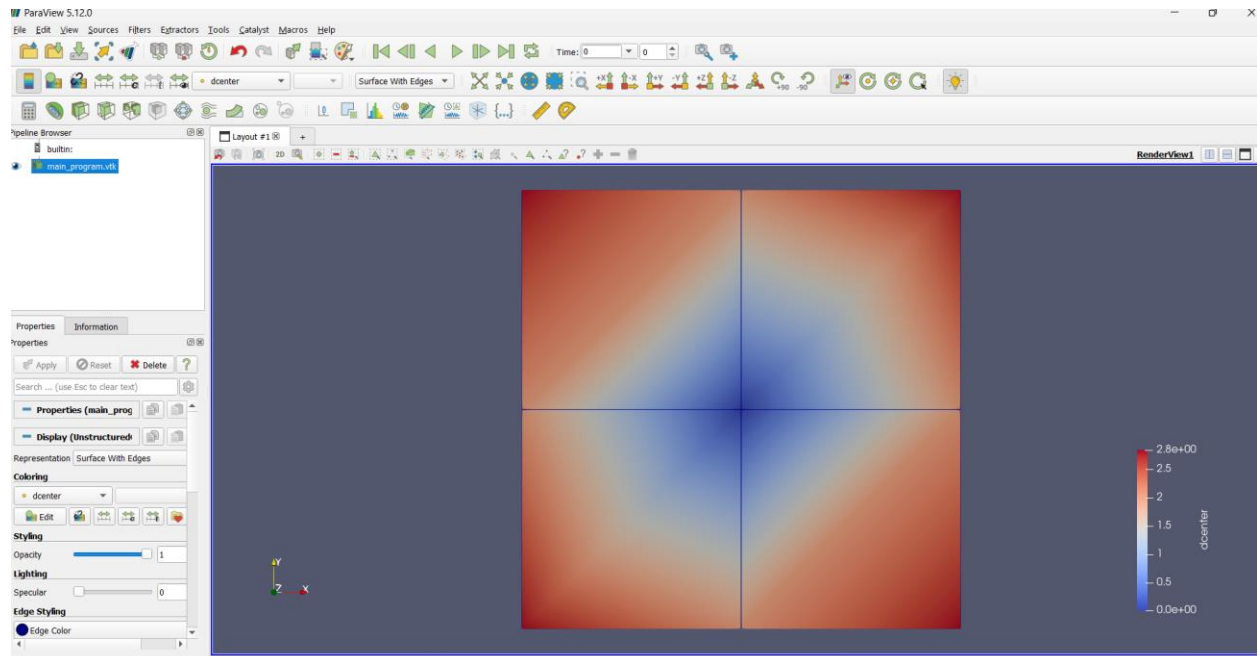 ParaView 5.12.0
File Edit View Sources Filters Extractors Tools Catalyst Macros Help
Time: 0 0
dcenter Surface With Edges +X -X +Y -Y +Z -Z +90 -90
Pipeline Browser
Layout #1 +
builtin:
2D
RenderView1
main_program.vtk
Properties Information
Properties
Apply Reset Delete ?
Search ... (use Esc to clear text)
Properties (main_prog
Display (Unstructured
Representation Surface With Edges
Coloring
dcenter
Edit
Styling
Opacity 1
Lighting
Specular 0
Edge Styling
Edge Color
Y
Z X
2.8e+00
2.5
2
1.5
1
0.5
0.0e+00
dcenter